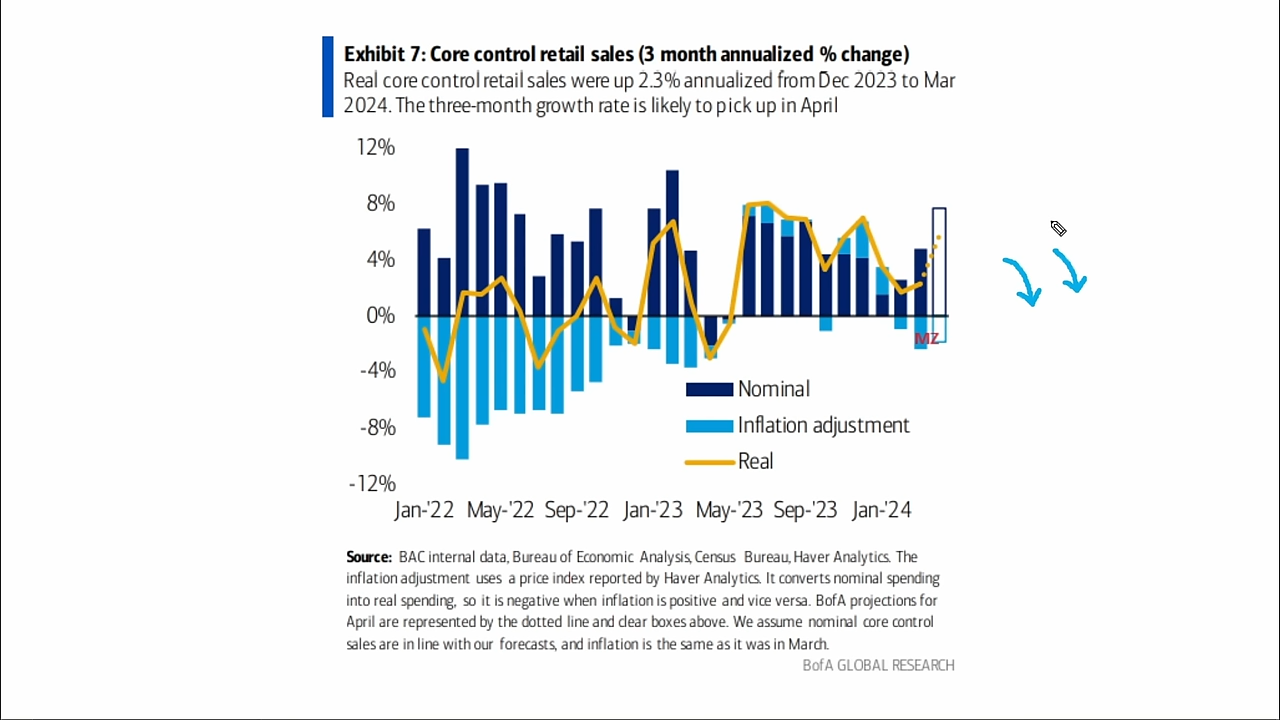 Exhibit 7: Core control retail sales (3 month annualized % change)
Real core control retail sales were up 2.3% annualized from Dec 2023 to Mar
2024. The three-month growth rate is likely to pick up in April
12%
8%
4%
0%
-4%
-8%
-12%
MZ
Nominal
Inflation adjustment
Real
Jan-'22 May-'22 Sep-'22 Jan-'23 May-'23 Sep-'23 Jan-'24
Source: BAC internal data, Bureau of Economic Analysis, Census Bureau, Haver Analytics. The
inflation adjustment uses a price index reported by Haver Analytics. It converts nominal spending
into real spending, so it is negative when inflation is positive and vice versa. BofA projections for
April are represented by the dotted line and clear boxes above. We assume nominal core control
sales are in line with our forecasts, and inflation is the same as it was in March.
BofA GLOBAL RESEARCH